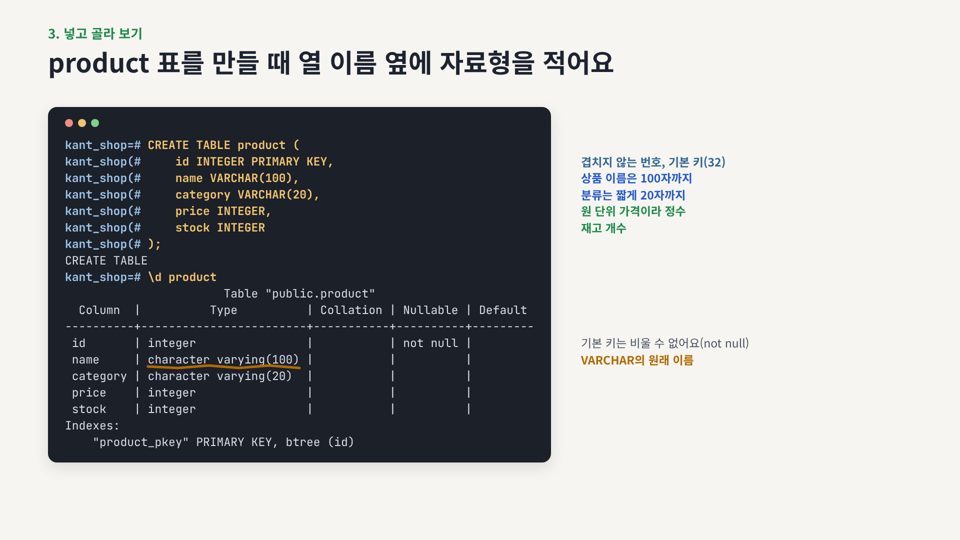 3. 넣고 골라 보기
product 표를 만들 때 열 이름 옆에 자료형을 적어요
kant_shop=# CREATE TABLE product (
kant_shop(#     id INTEGER PRIMARY KEY,
kant_shop(#     name VARCHAR(100),
kant_shop(#     category VARCHAR(20),
kant_shop(#     price INTEGER,
kant_shop(#     stock INTEGER
kant_shop(# );
CREATE TABLE
kant_shop=# \d product
                       Table "public.product"
  Column  |          Type          | Collation | Nullable | Default
----------+------------------------+-----------+----------+---------
 id       | integer                |           | not null |
 name     | character varying(100) |           |          |
 category | character varying(20)  |           |          |
 price    | integer                |           |          |
 stock    | integer                |           |          |
Indexes:
    "product_pkey" PRIMARY KEY, btree (id)
겹치지 않는 번호, 기본 키(32)
상품 이름은 100자까지
분류는 짧게 20자까지
원 단위 가격이라 정수
재고 개수
기본 키는 비울 수 없어요(not null)
VARCHAR의 원래 이름